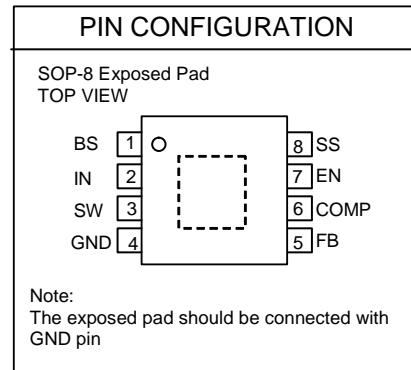 PIN CONFIGURATION
SOP-8 Exposed Pad
TOP VIEW
BS 1 8 SS
IN 2 7 EN
SW 3 6 COMP
GND 4 5 FB
Note:
The exposed pad should be connected with
GND pin